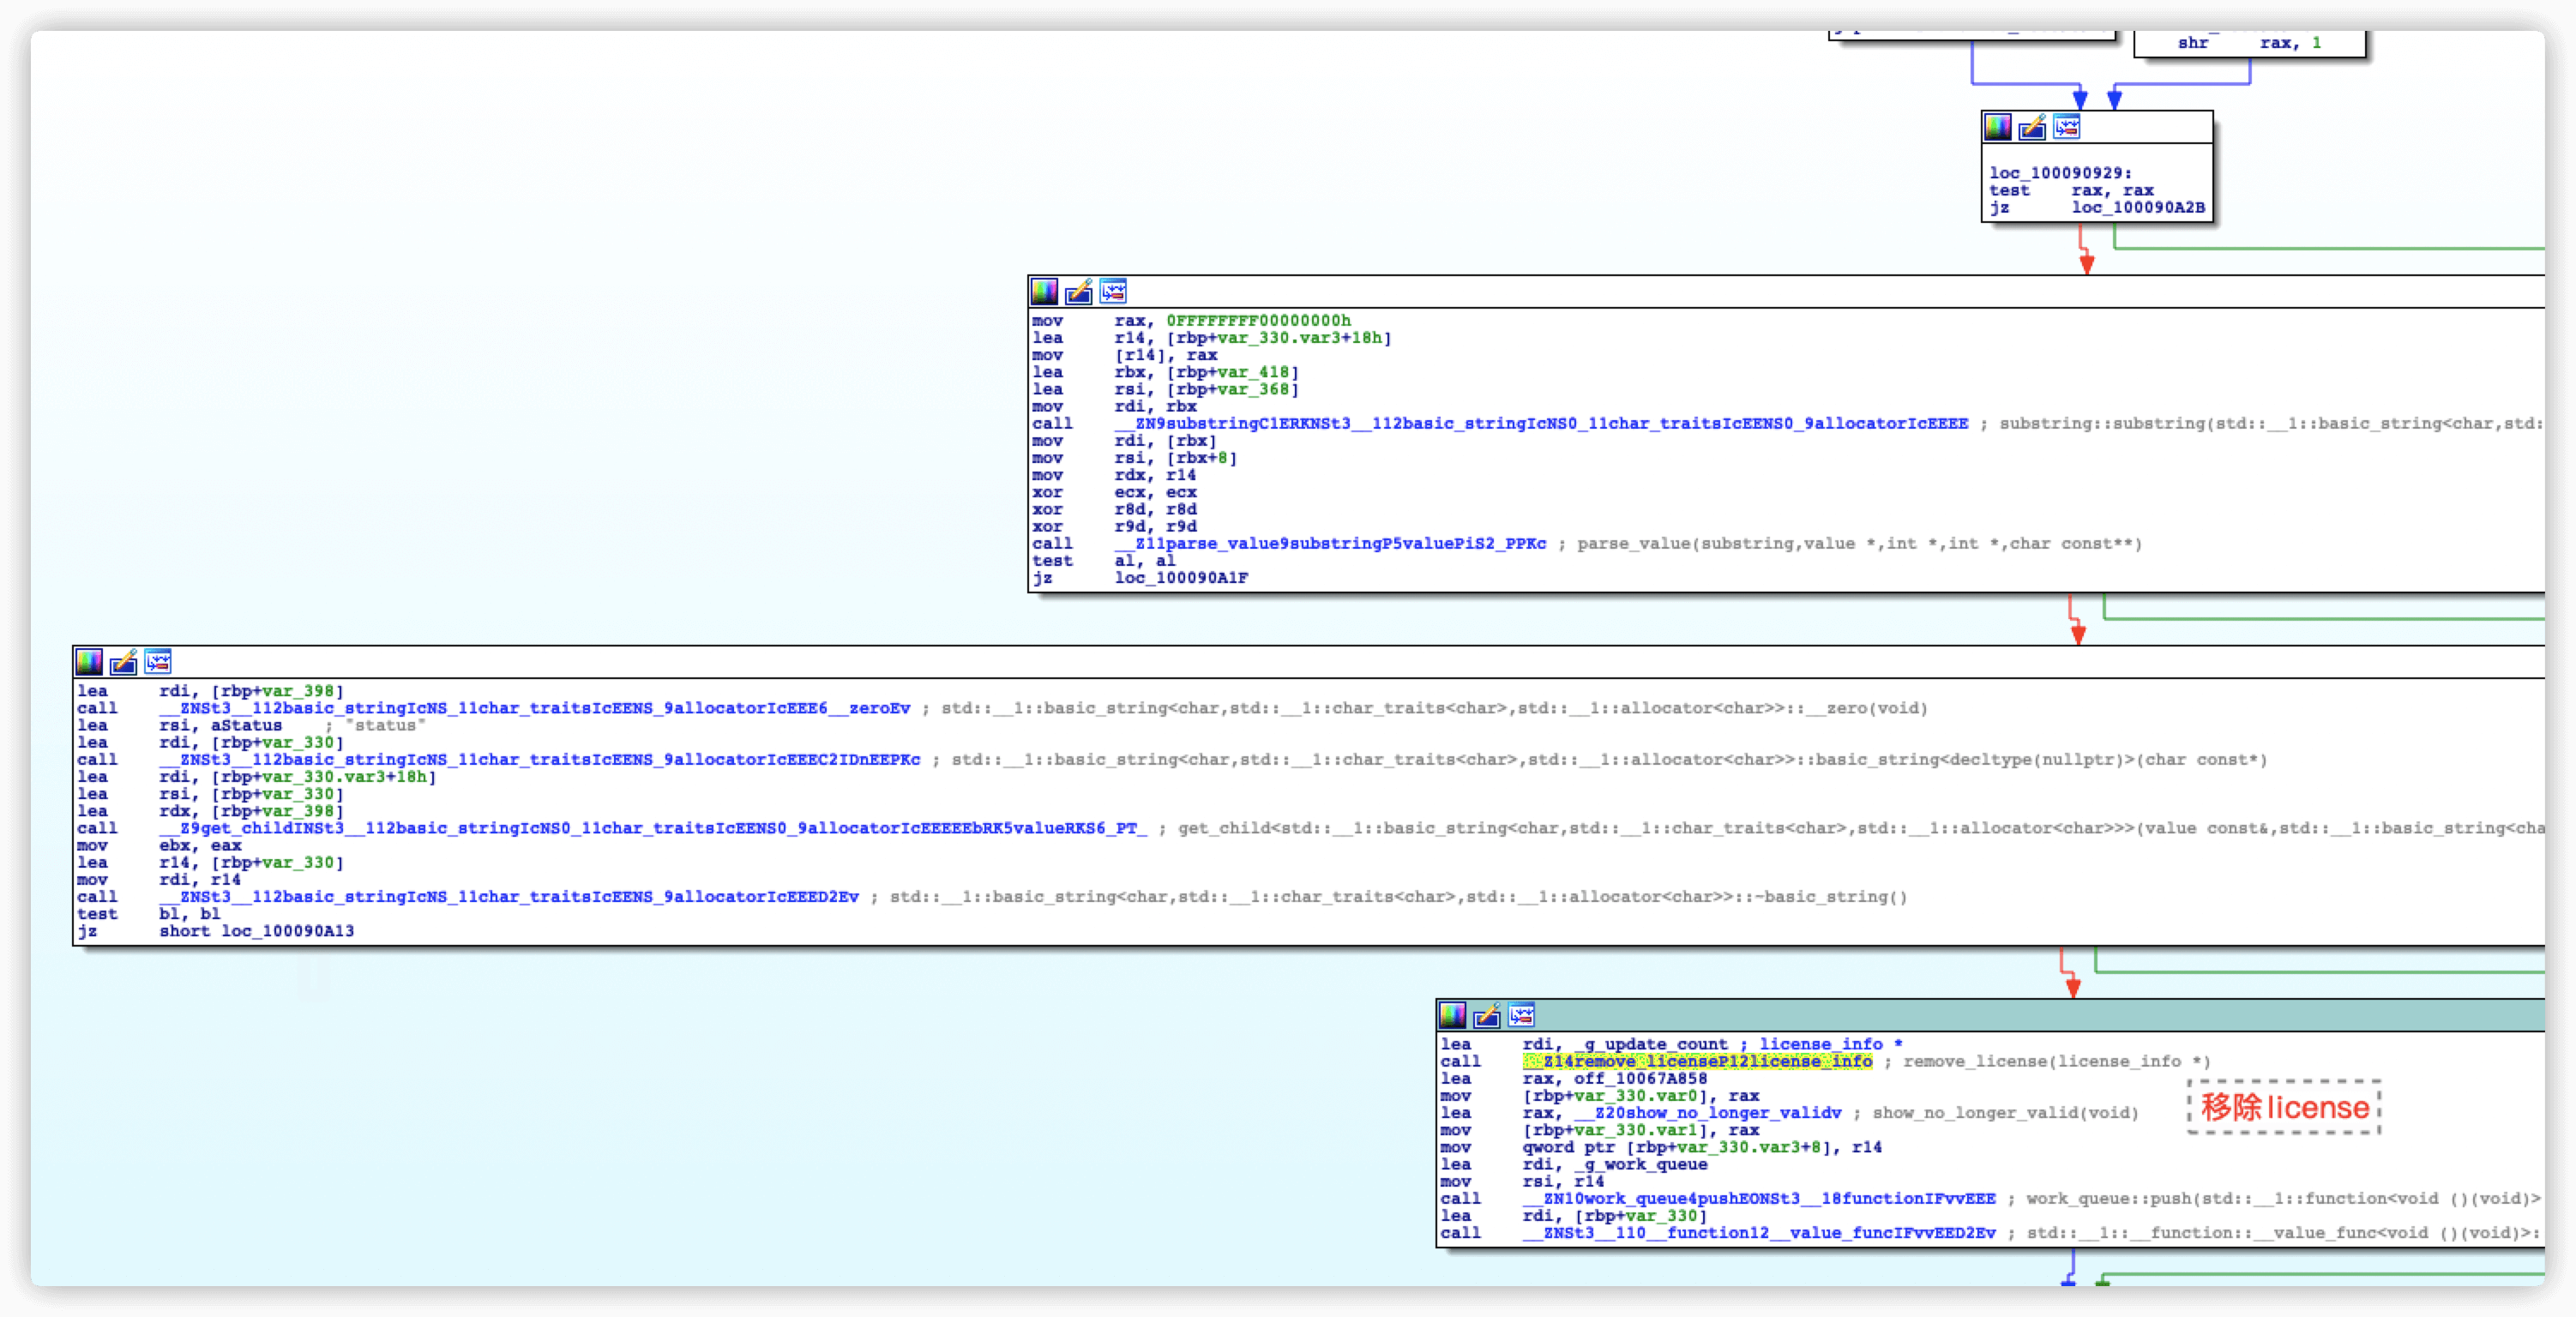 shr rax, 1
loc_100090929:
test rax, rax
jz loc_100090A2B
mov rax, 0FFFFFFFF00000000h
lea r14, [rbp+var_330.var3+18h]
mov [r14], rax
lea rbx, [rbp+var_418]
lea rsi, [rbp+var_368]
mov rdi, rbx
call __ZN9substringC1ERKNSt3__112basic_stringIcNS0_11char_traitsIcEENS0_9allocatorIcEEEE ; substring::substring(std::__1::basic_string<char,std:
mov rdi, [rbx]
mov rsi, [rbx+8]
mov rdx, r14
xor ecx, ecx
xor r8d, r8d
xor r9d, r9d
call __Z11parse_value9substringP5valuePiS2_PPKc ; parse_value(substring,value *,int *,int *,char const**)
test al, al
jz loc_100090A1F
lea rdi, [rbp+var_398]
call __ZNSt3__112basic_stringIcNS_11char_traitsIcEENS_9allocatorIcEEE6__zeroEv ; std::__1::basic_string<char,std::__1::char_traits<char>,std::__1::allocator<char>>::__zero(void)
lea rsi, aStatus ; "status"
lea rdi, [rbp+var_330]
call __ZNSt3__112basic_stringIcNS_11char_traitsIcEENS_9allocatorIcEEEC2IDnEEPKc ; std::__1::basic_string<char,std::__1::char_traits<char>,std::__1::allocator<char>>::basic_string<decltype(nullptr)>(char const*)
lea rdi, [rbp+var_330.var3+18h]
lea rsi, [rbp+var_330]
lea rdx, [rbp+var_398]
call __Z9get_childINSt3__112basic_stringIcNS0_11char_traitsIcEENS0_9allocatorIcEEEEEbRK5valueRKS6_PT_ ; get_child<std::__1::basic_string<char,std::__1::char_traits<char>,std::__1::allocator<char>>>(value const&,std::__1::basic_string<cha
mov ebx, eax
lea r14, [rbp+var_330]
mov rdi, r14
call __ZNSt3__112basic_stringIcNS_11char_traitsIcEENS_9allocatorIcEEED2Ev ; std::__1::basic_string<char,std::__1::char_traits<char>,std::__1::allocator<char>>::~basic_string()
test bl, bl
jz short loc_100090A13
lea rdi, _g_update_count ; license_info *
call __Z14remove_licenseP12license_info ; remove_license(license_info *)
lea rax, off_10067A858
mov [rbp+var_330.var0], rax
lea rax, __Z20show_no_longer_validv ; show_no_longer_valid(void)
移除license
mov [rbp+var_330.var1], rax
mov qword ptr [rbp+var_330.var3+8], r14
lea rdi, _g_work_queue
mov rsi, r14
call __ZN10work_queue4pushEONSt3__18functionIFvvEEE ; work_queue::push(std::__1::function<void ()(void)>
lea rdi, [rbp+var_330]
call __ZNSt3__110__function12__value_funcIFvvEED2Ev ; std::__1::__function::__value_func<void ()(void)>: